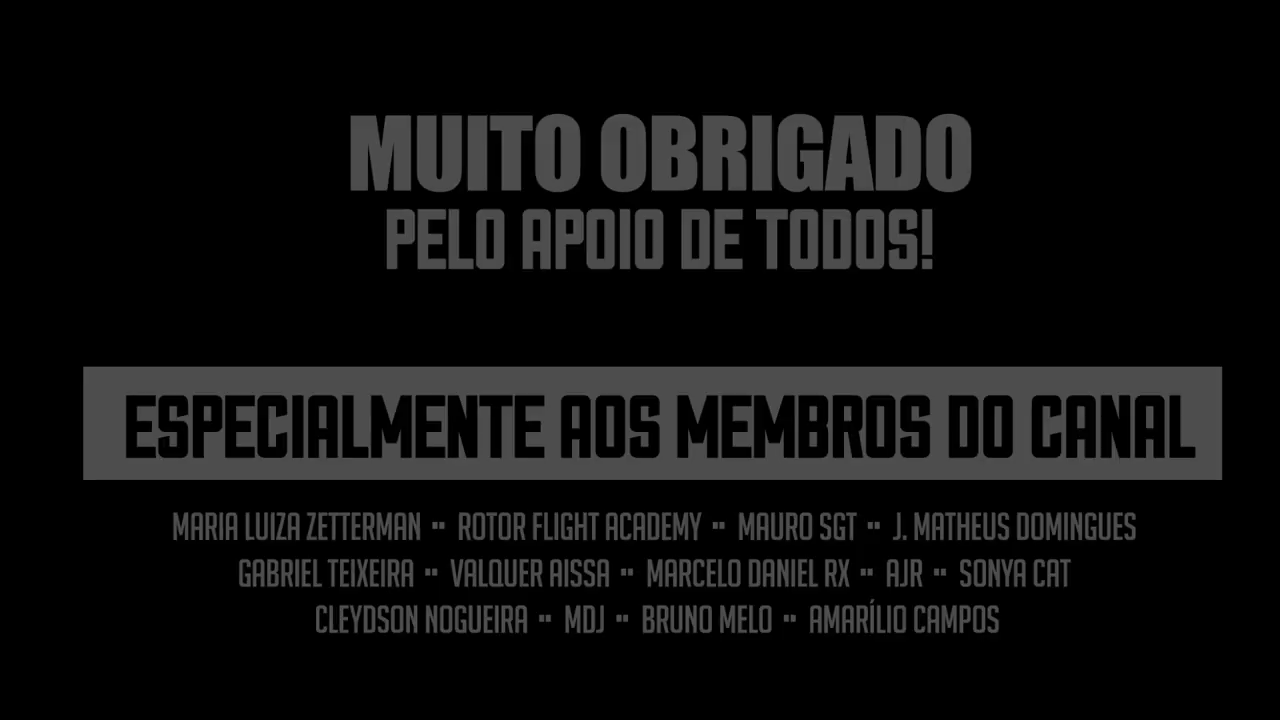 MUITO OBRIGADO
PELO APOIO DE TODOS!
ESPECIALMENTE AOS MEMBROS DO CANAL
MARIA LUIZA ZETTERMAN •• ROTOR FLIGHT ACADEMY •• MAURO SGT •• J. MATHEUS DOMINGUES
GABRIEL TEIXEIRA •• VALQUER AISSA •• MARCELO DANIEL RX •• AJR •• SONYA CAT
CLEYDSON NOGUEIRA •• MDJ •• BRUNO MELO •• AMARÍLIO CAMPOS